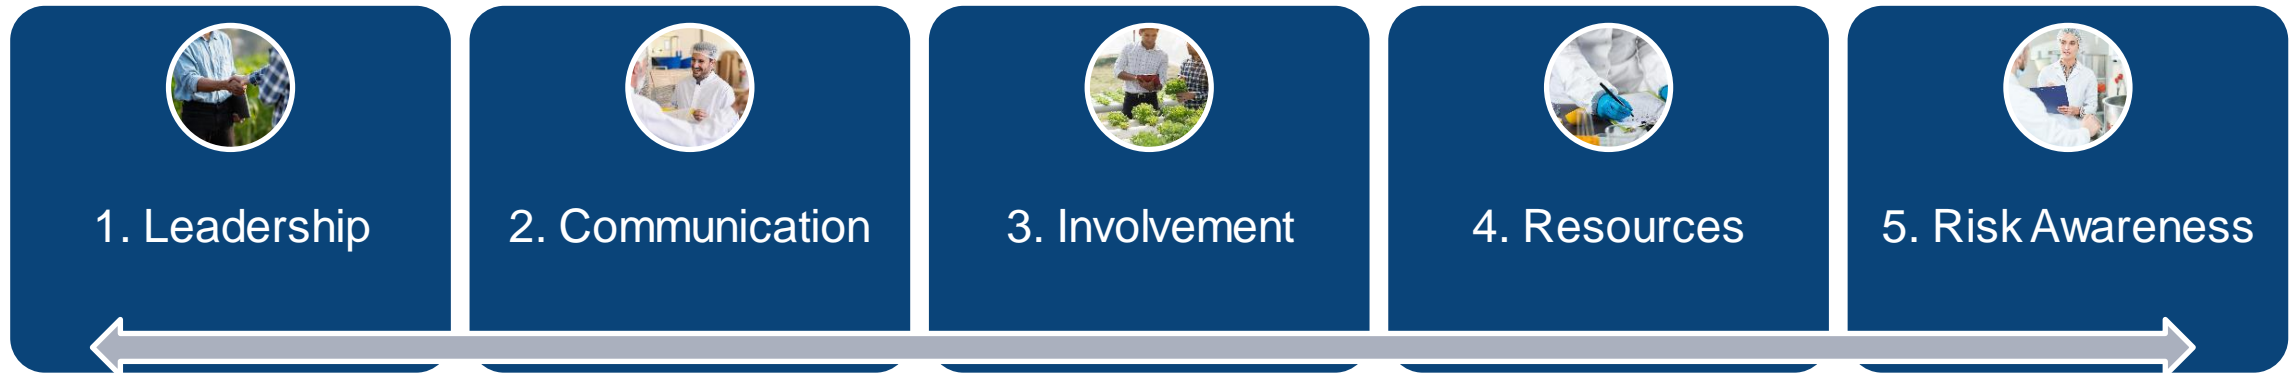 1. Leadership
2. Communication
3. Involvement
4. Resources
5. Risk Awareness